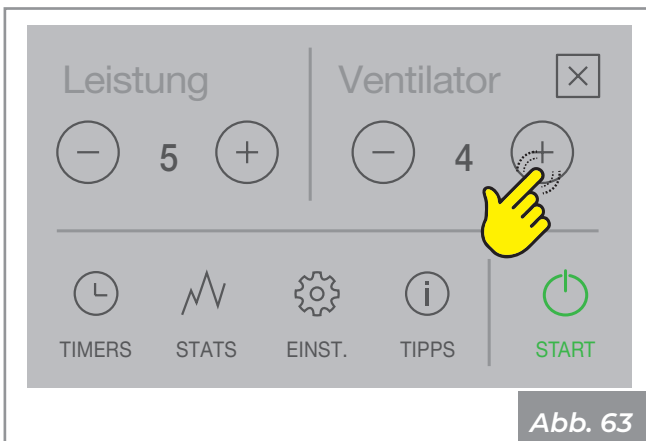 Leistung Ventilator
5 4
TIMERS STATS EINST. TIPPS START
Abb. 63